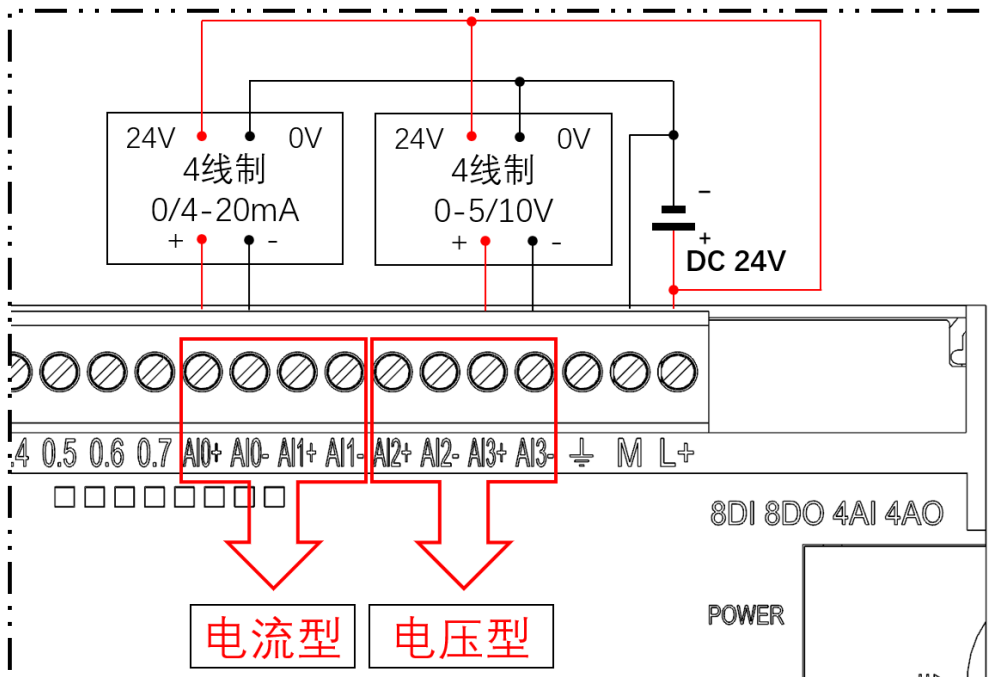 24V 0V
4线制
0/4-20mA
+ -
24V 0V
4线制
0-5/10V
+ -
−
+
DC 24V
.4 0.5 0.6 0.7 AI0+ AI0- AI1+ AI1- AI2+ AI2- AI3+ AI3- ⏚ M L+
8DI 8DO 4AI 4AO
电流型
电压型
POWER